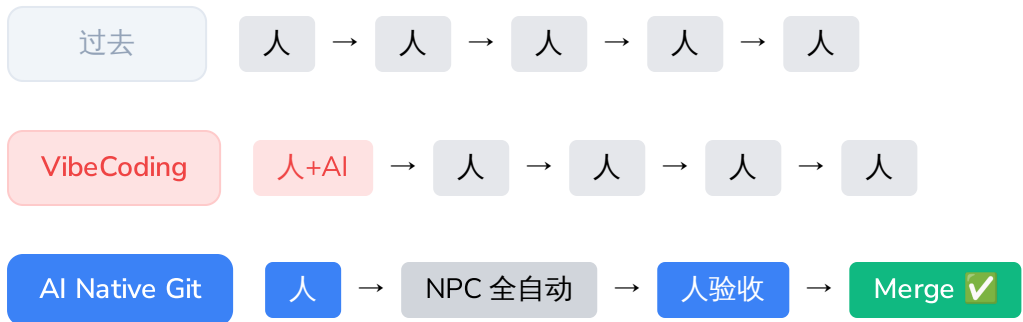 过去 人 → 人 → 人 → 人 → 人
VibeCoding 人+AI → 人 → 人 → 人 → 人
AI Native Git 人 → NPC 全自动 → 人验收 → Merge ✅